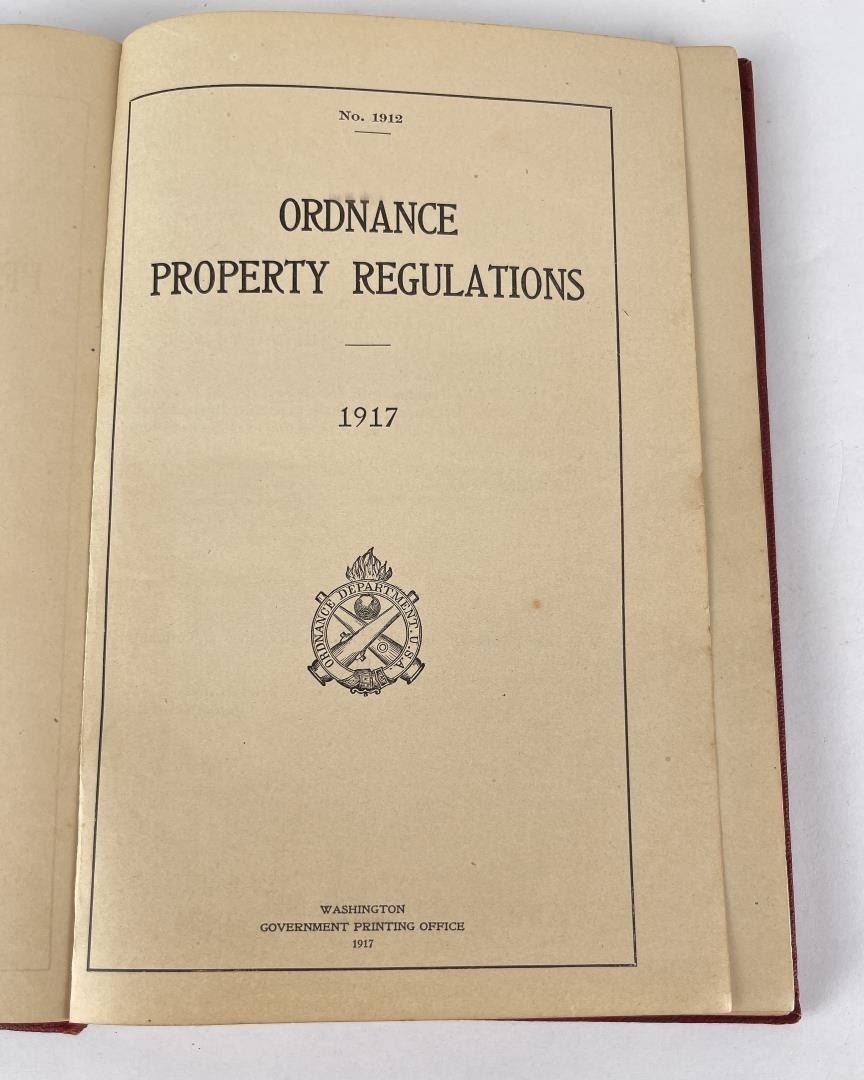 No. 1912
ORDNANCE
PROPERTY REGULATIONS
1917
ORDNANCE DEPARTMENT. U.S.A.
WASHINGTON
GOVERNMENT PRINTING OFFICE
1917